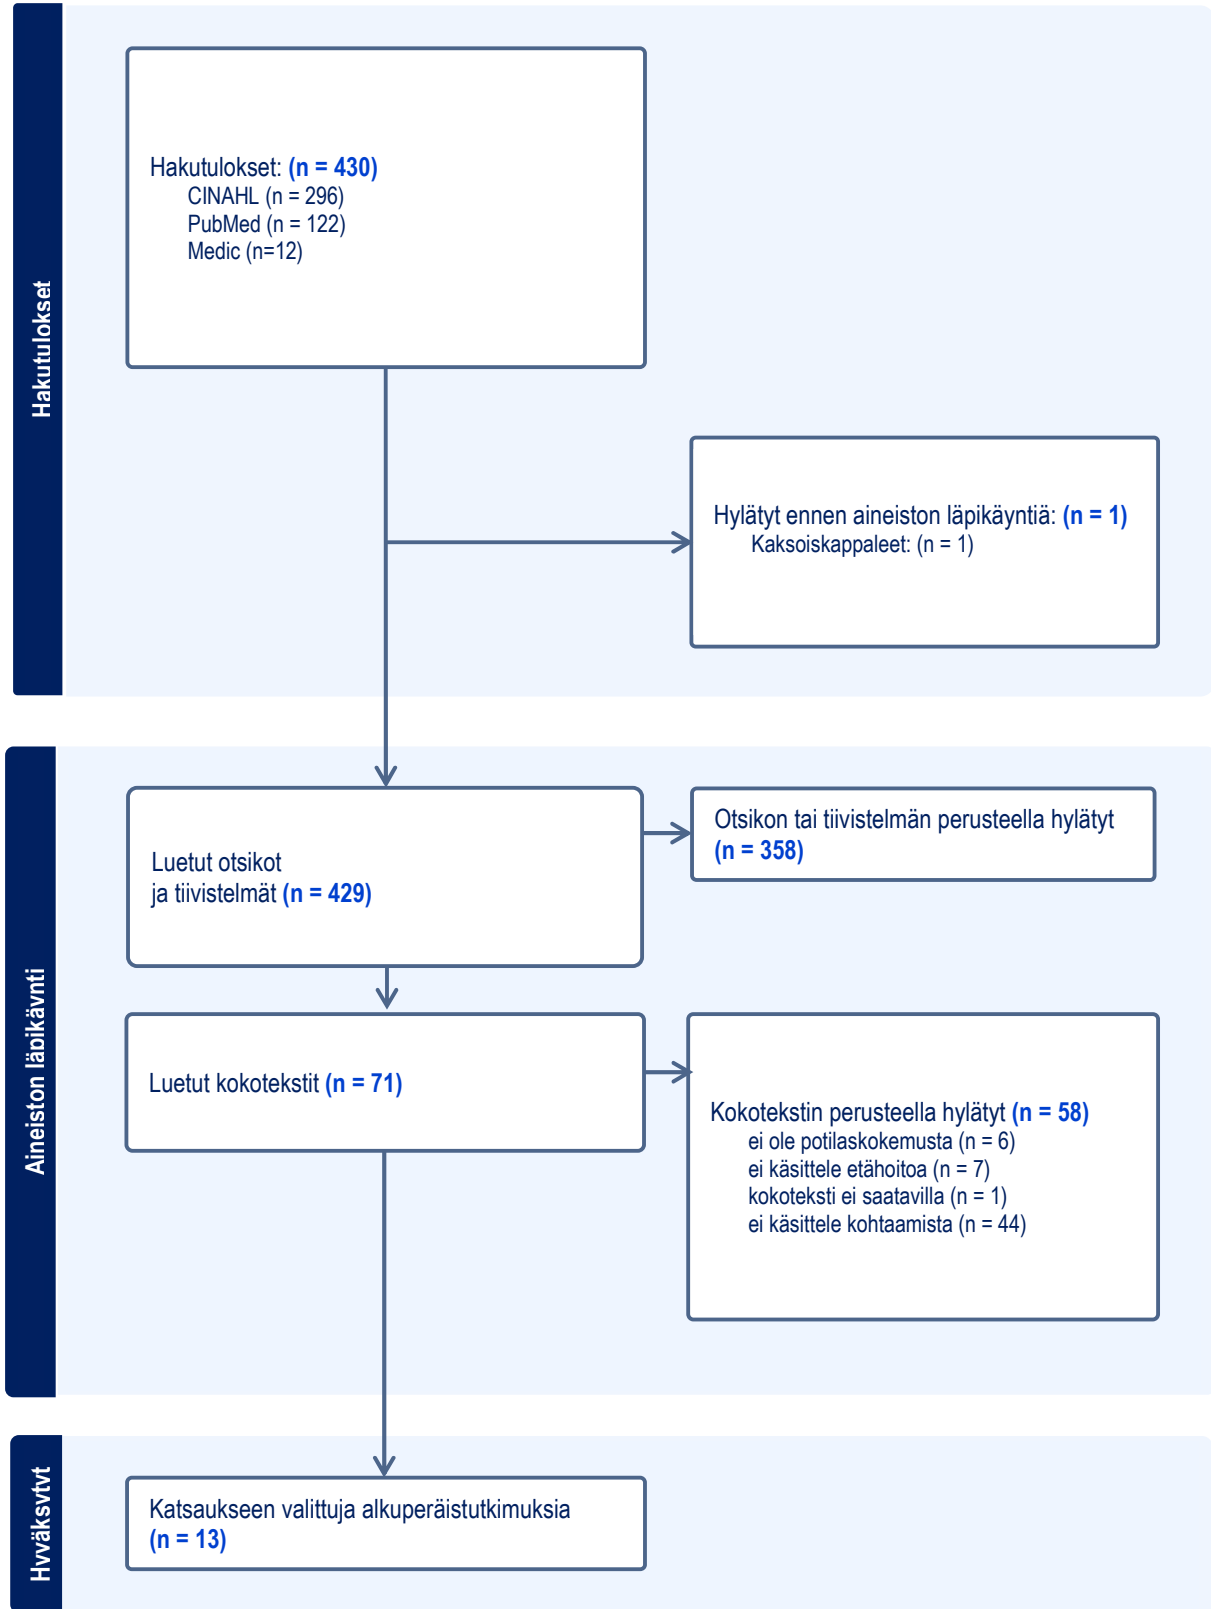 Hakutulokset
Hakutulokset: (n = 430)
CINAHL (n = 296)
PubMed (n = 122)
Medic (n=12)
Hylätyt ennen aineiston läpikäyntiä: (n = 1)
Kaksoiskappaleet: (n = 1)
Aineiston läpikäynti
Luetut otsikot
ja tiivistelmät (n = 429)
Otsikon tai tiivistelmän perusteella hylätyt
(n = 358)
Luetut kokotekstit (n = 71)
Kokotekstin perusteella hylätyt (n = 58)
ei ole potilaskokemusta (n = 6)
ei käsittele etähoitoa (n = 7)
kokoteksti ei saatavilla (n = 1)
ei käsittele kohtaamista (n = 44)
Hyväksytyt
Katsaukseen valittuja alkuperäistutkimuksia
(n = 13)